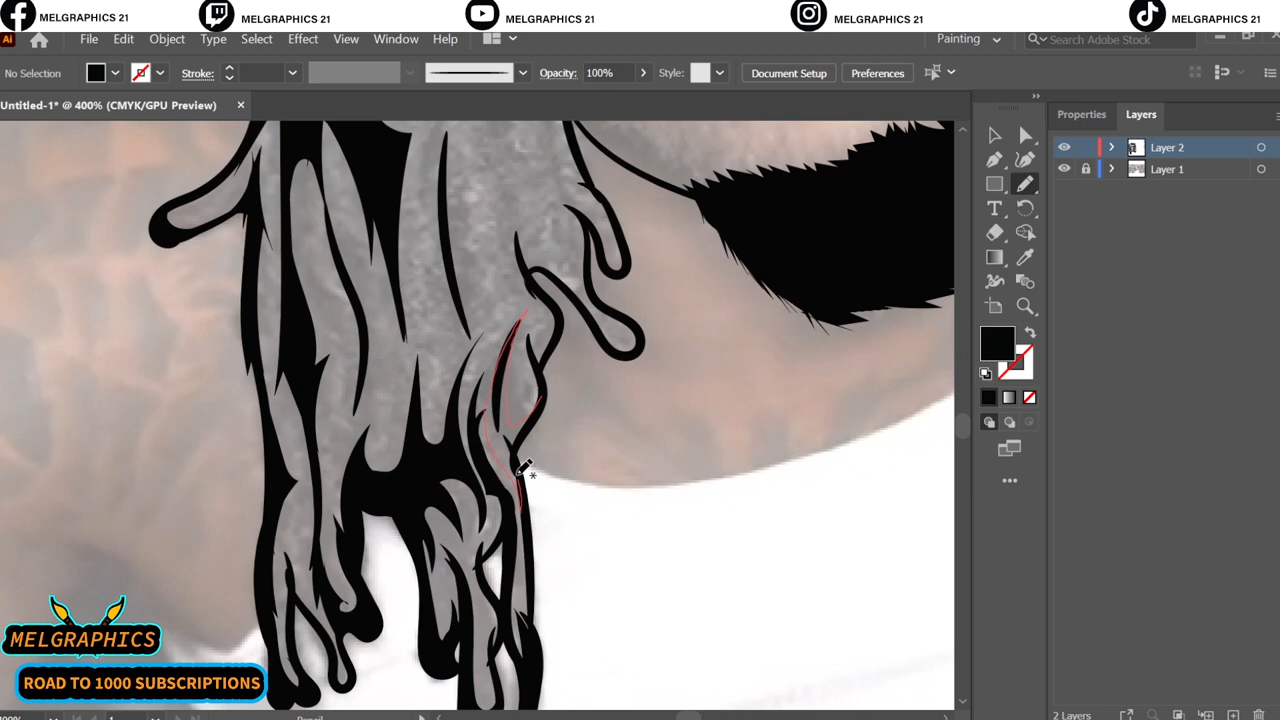 MELGRAPHICS 21 MELGRAPHICS 21 MELGRAPHICS 21 MELGRAPHICS 21 MELGRAPHICS 21
Ai File Edit Object Type Select Effect View Window Help Painting Search Adobe Stock
No Selection Stroke: Opacity: 100% Style: Document Setup Preferences
Untitled-1* @ 400% (CMYK/GPU Preview)
Properties Layers
Layer 2
Layer 1
MELGRAPHICS
ROAD TO 1000 SUBSCRIPTIONS
2 Layers